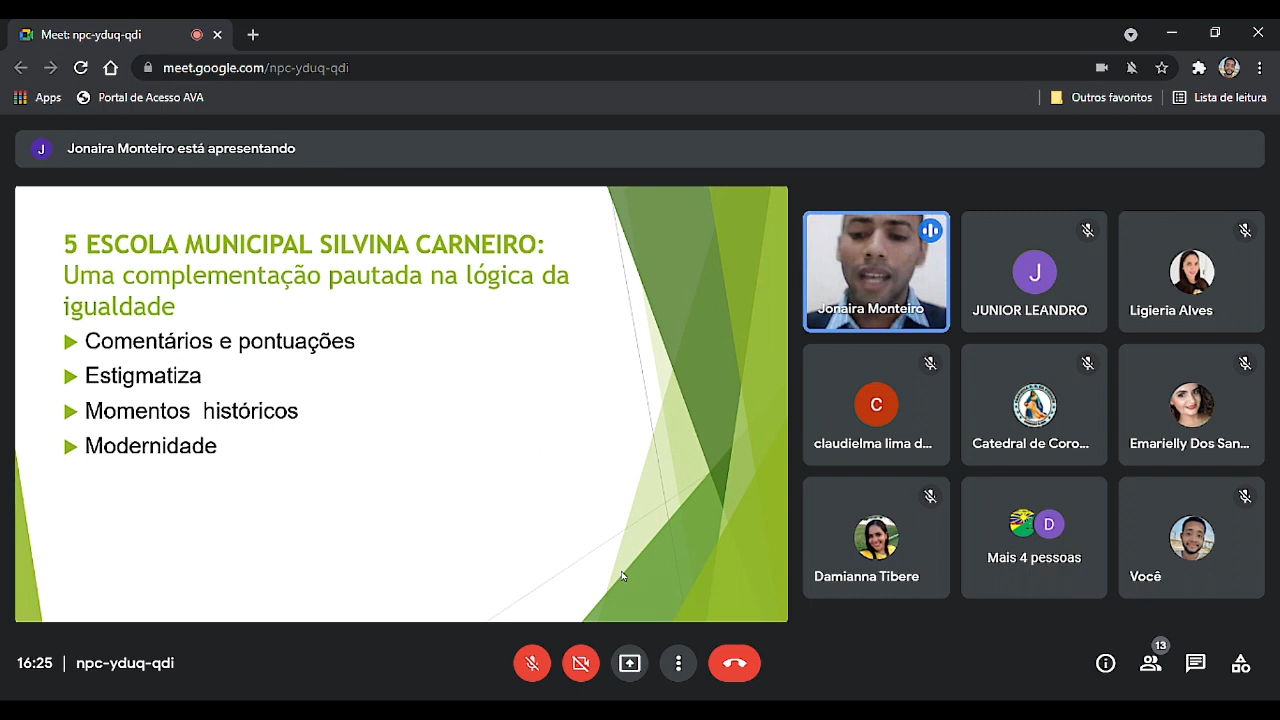 Meet: npc-yduq-qdi
meet.google.com/npc-yduq-qdi
Apps
Portal de Acesso AVA
Outros favoritos
Lista de leitura
J
Jonaira Monteiro está apresentando
5 ESCOLA MUNICIPAL SILVINA CARNEIRO:
Uma complementação pautada na lógica da
igualdade
Comentários e pontuações
Estigmatiza
Momentos históricos
Modernidade
Jonaira Monteiro
J
JUNIOR LEANDRO
Ligieria Alves
C
claudielma lima d...
Catedral de Coro...
Emarielly Dos San...
Damianna Tibere
D
Mais 4 pessoas
Você
16:25 | npc-yduq-qdi
13